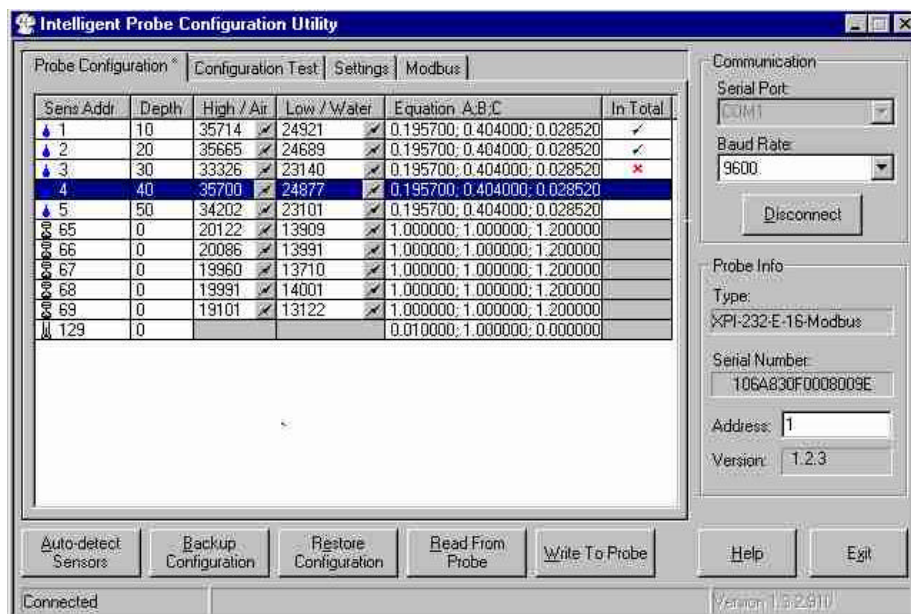 Intelligent Probe Configuration Utility
Probe Configuration * Configuration Test Settings Modbus
Sens Addr Depth High / Air Low / Water Equation A;B;C In Total
1 10 35714 24921 0.195700; 0.404000; 0.028520
2 20 35665 24689 0.195700; 0.404000; 0.028520
3 30 33326 23140 0.195700; 0.404000; 0.028520
4 40 35700 24877 0.195700; 0.404000; 0.028520
5 50 34202 23101 0.195700; 0.404000; 0.028520
65 0 20122 13909 1.000000; 1.000000; 1.200000
66 0 20086 13991 1.000000; 1.000000; 1.200000
67 0 19960 13710 1.000000; 1.000000; 1.200000
68 0 19991 14001 1.000000; 1.000000; 1.200000
69 0 19101 13122 1.000000; 1.000000; 1.200000
129 0 0.010000; 1.000000; 0.000000
Communication
Serial Port:
COM1
Baud Rate:
9600
Disconnect
Probe Info
Type:
XPI-232-E-16-Modbus
Serial Number:
106A830F0008009E
Address: 1
Version: 1.2.3
Auto-detect
Sensors
Backup
Configuration
Restore
Configuration
Read From
Probe
Write To Probe
Help
Exit
Connected
Version 1.3.2.910